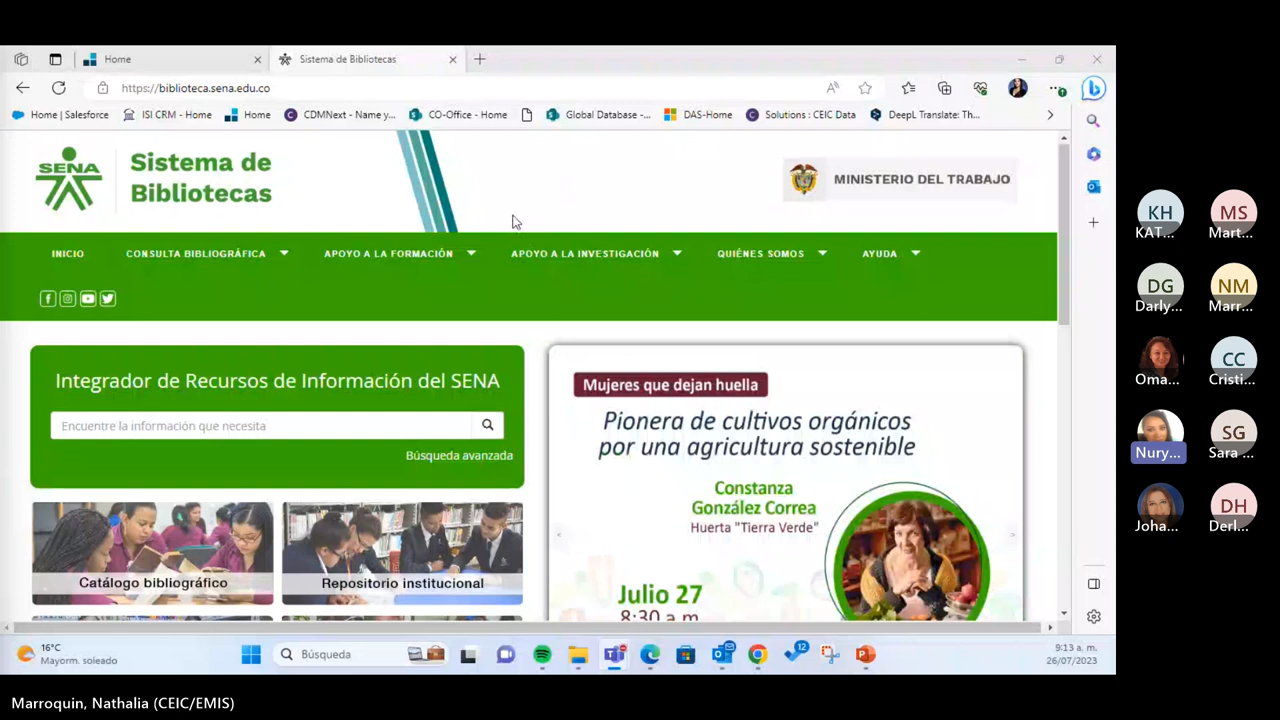 Home
Sistema de Bibliotecas
https://biblioteca.sena.edu.co
Home | Salesforce
ISI CRM - Home
Home
CDMNext - Name y...
CO-Office - Home
Global Database -...
DAS-Home
Solutions : CEIC Data
DeepL Translate: Th...
SENA
Sistema de
Bibliotecas
MINISTERIO DEL TRABAJO
INICIO
CONSULTA BIBLIOGRÁFICA
APOYO A LA FORMACIÓN
APOYO A LA INVESTIGACIÓN
QUIÉNES SOMOS
AYUDA
Integrador de Recursos de Información del SENA
Encuentre la información que necesita
Búsqueda avanzada
Catálogo bibliográfico
Repositorio institucional
Mujeres que dejan huella
Pionera de cultivos orgánicos
por una agricultura sostenible
Constanza
González Correa
Huerta "Tierra Verde"
Julio 27
8:30 a.m.
KH
KAT...
MS
Mart...
DG
Darly...
NM
Marr...
Oma...
CC
Cristi...
Nury...
SG
Sara ...
Joha...
DH
Derl...
16°C
Mayorm. soleado
Búsqueda
12
9:13 a. m.
26/07/2023
Marroquin, Nathalia (CEIC/EMIS)